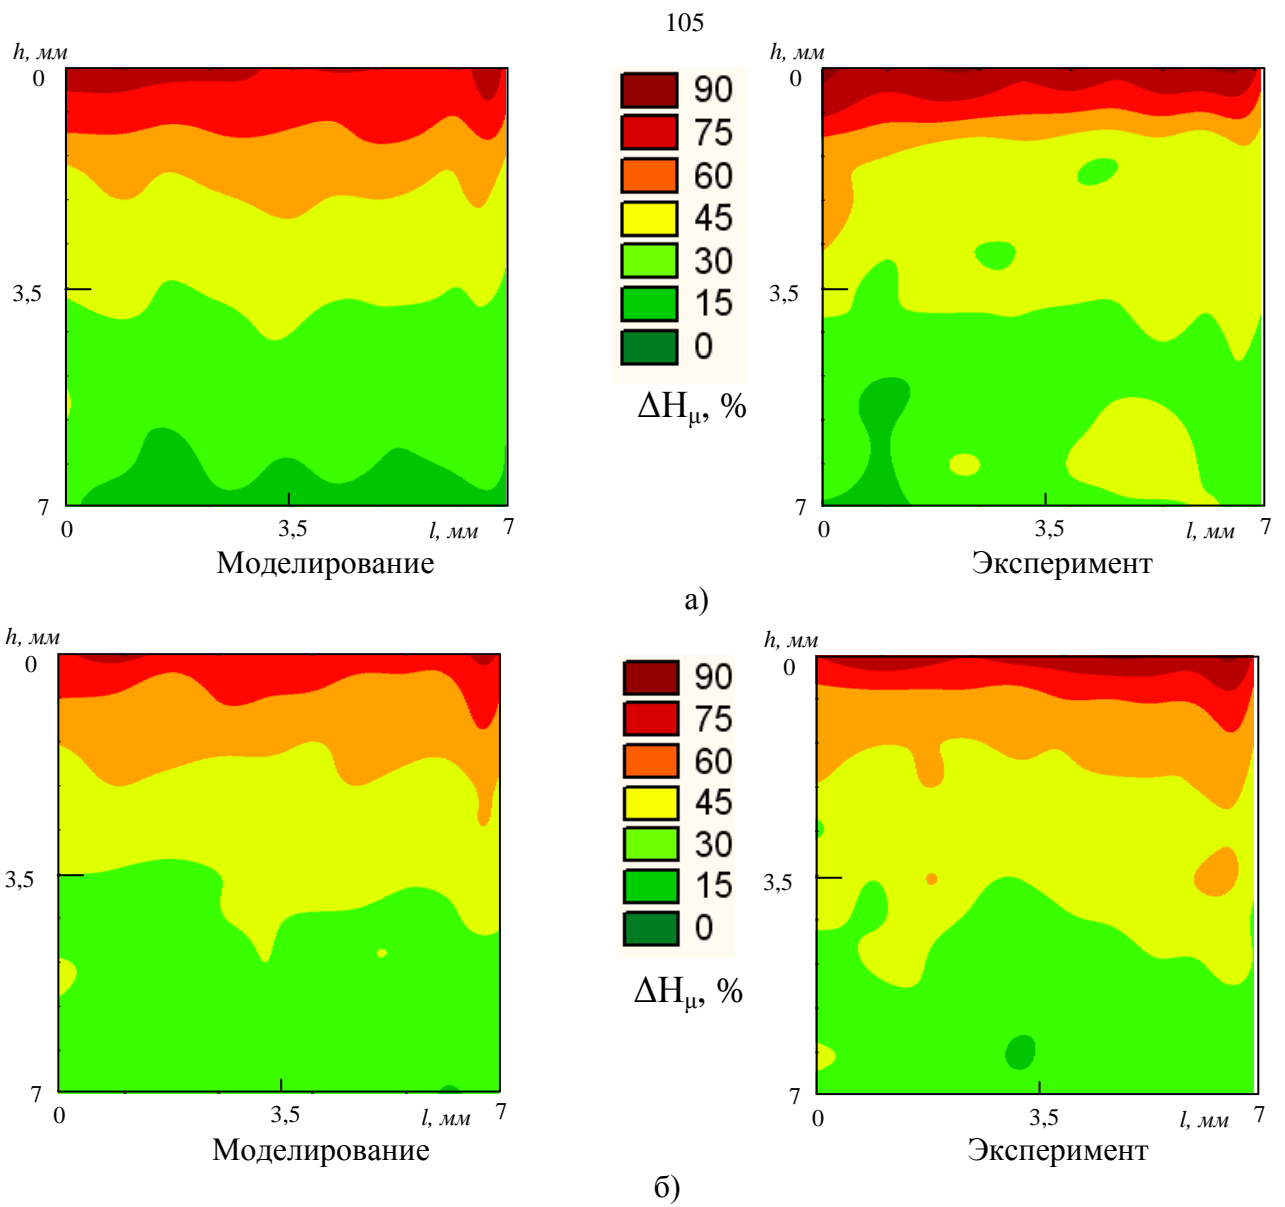 105
h, мм
0
3,5
7
0
3,5
l, мм
7
Моделирование
90
75
60
45
30
15
0
ΔHμ, %
h, мм
0
3,5
7
0
3,5
l, мм
7
Эксперимент
а)
h, мм
0
3,5
7
0
3,5
l, мм
7
Моделирование
90
75
60
45
30
15
0
ΔHμ, %
h, мм
0
3,5
7
0
3,5
l, мм
7
Эксперимент
б)